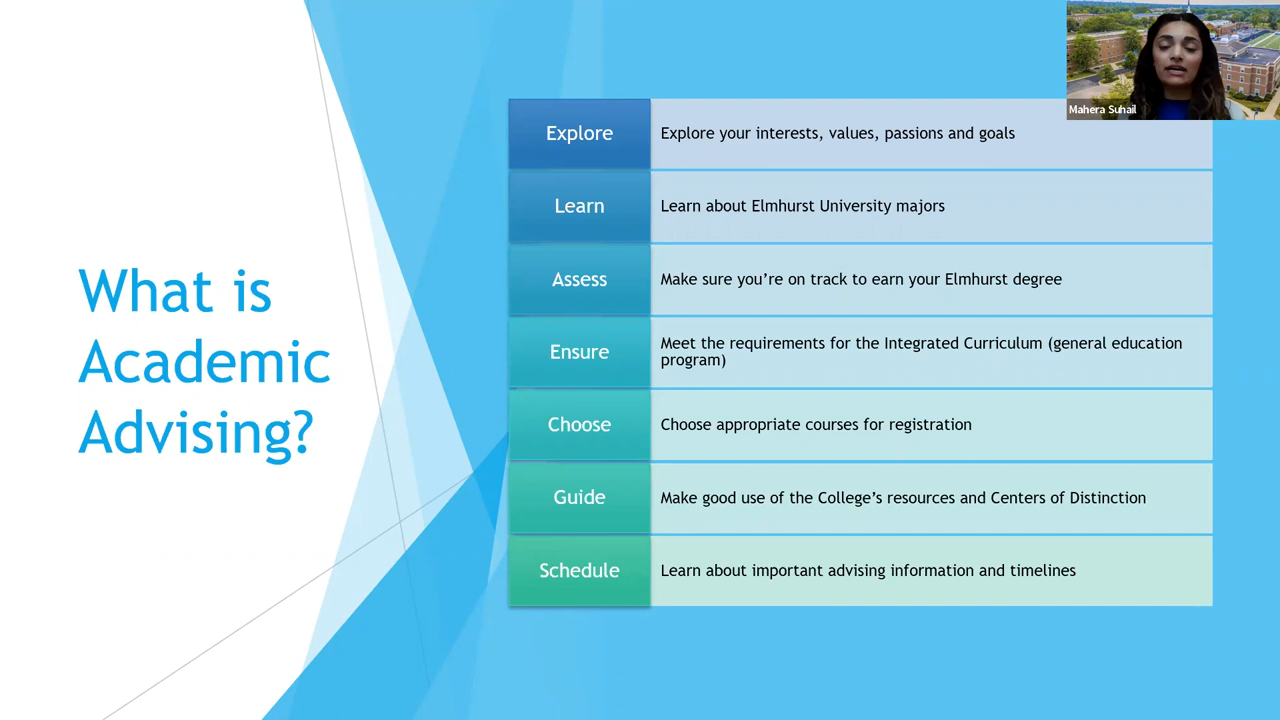 Mahera Suhail
What is
Academic
Advising?
Explore
Explore your interests, values, passions and goals
Learn
Learn about Elmhurst University majors
Assess
Make sure you’re on track to earn your Elmhurst degree
Ensure
Meet the requirements for the Integrated Curriculum (general education
program)
Choose
Choose appropriate courses for registration
Guide
Make good use of the College’s resources and Centers of Distinction
Schedule
Learn about important advising information and timelines